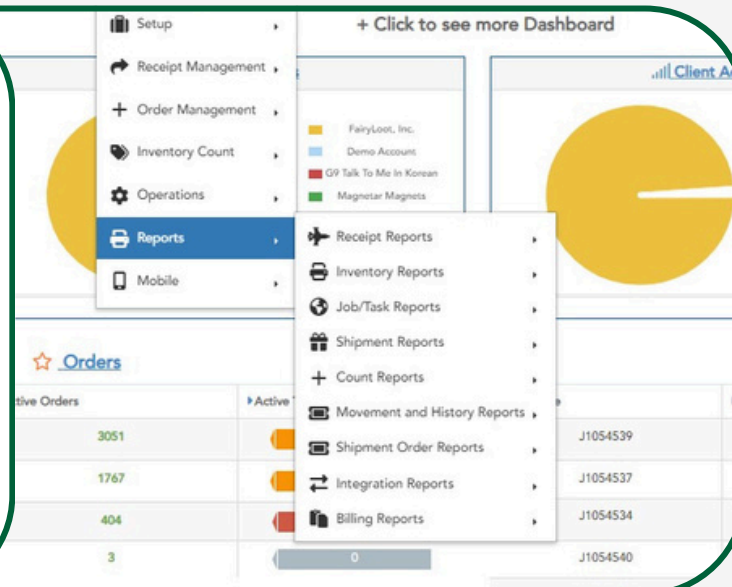 Setup
+ Click to see more Dashboard
Receipt Management
Client
Order Management
FairyLoot, Inc.
Inventory Count
Demo Account
G9 Talk To Me In Korean
Operations
Magnetar Magnets
Reports
Receipt Reports
Mobile
Inventory Reports
Job/Task Reports
Shipment Reports
Orders
Count Reports
Orders
Active
Movement and History Reports
J1054539
3051
Shipment Order Reports
1767
Integration Reports
J1054537
404
Billing Reports
J1054534
3
0
J1054540